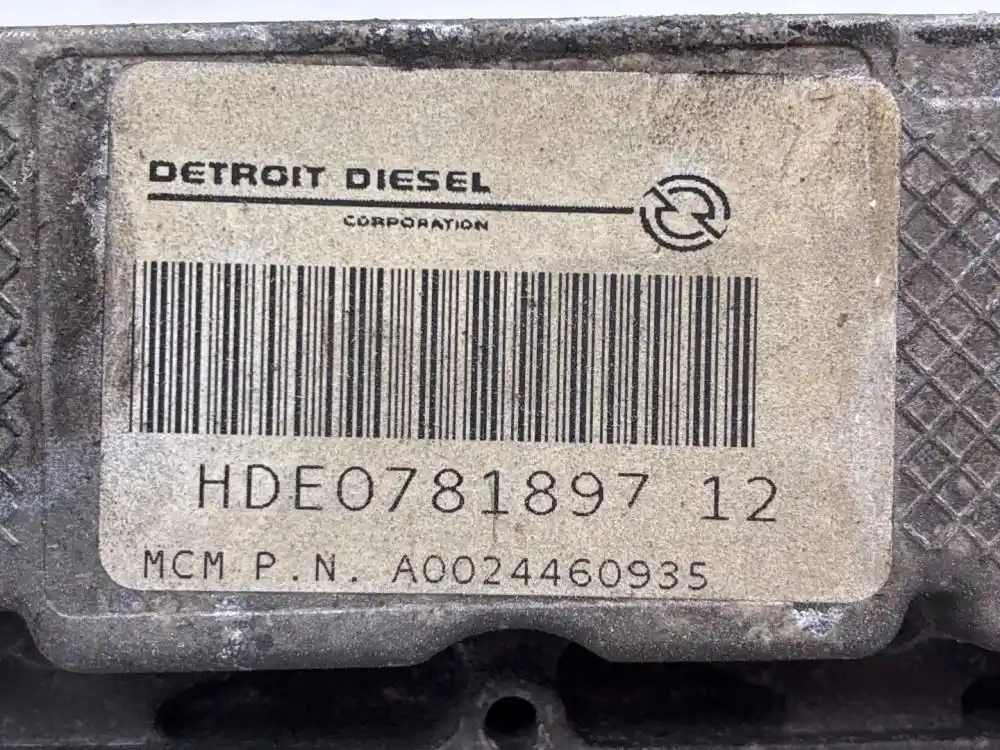 DETROIT DIESEL
CORPORATION
HDE0781897 12
MCM P.N. A0024460935